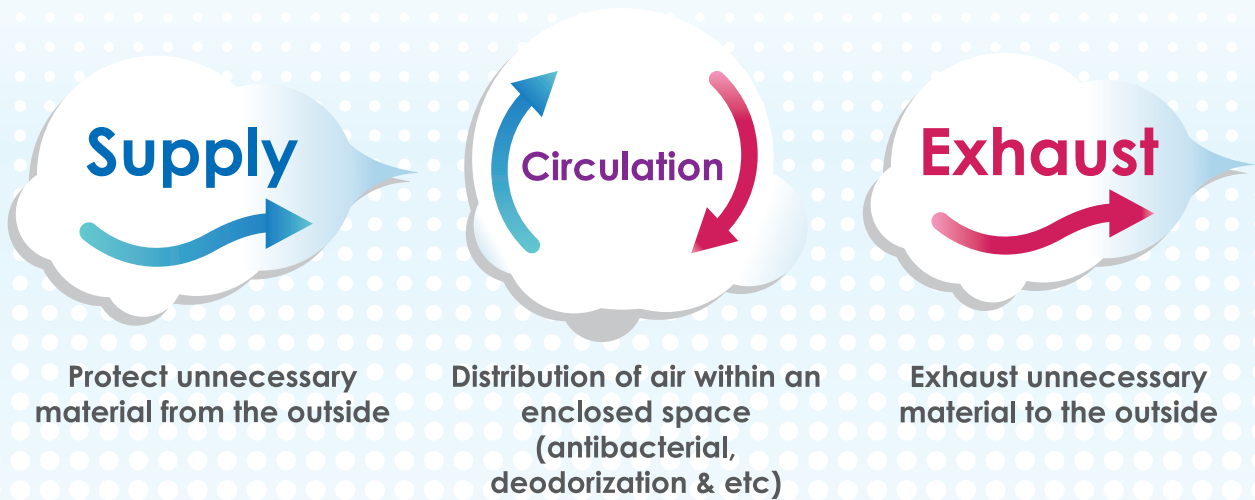 Supply
Protect unnecessary
material from the outside
Circulation
Distribution of air within an
enclosed space
(antibacterial,
deodorization & etc)
Exhaust
Exhaust unnecessary
material to the outside